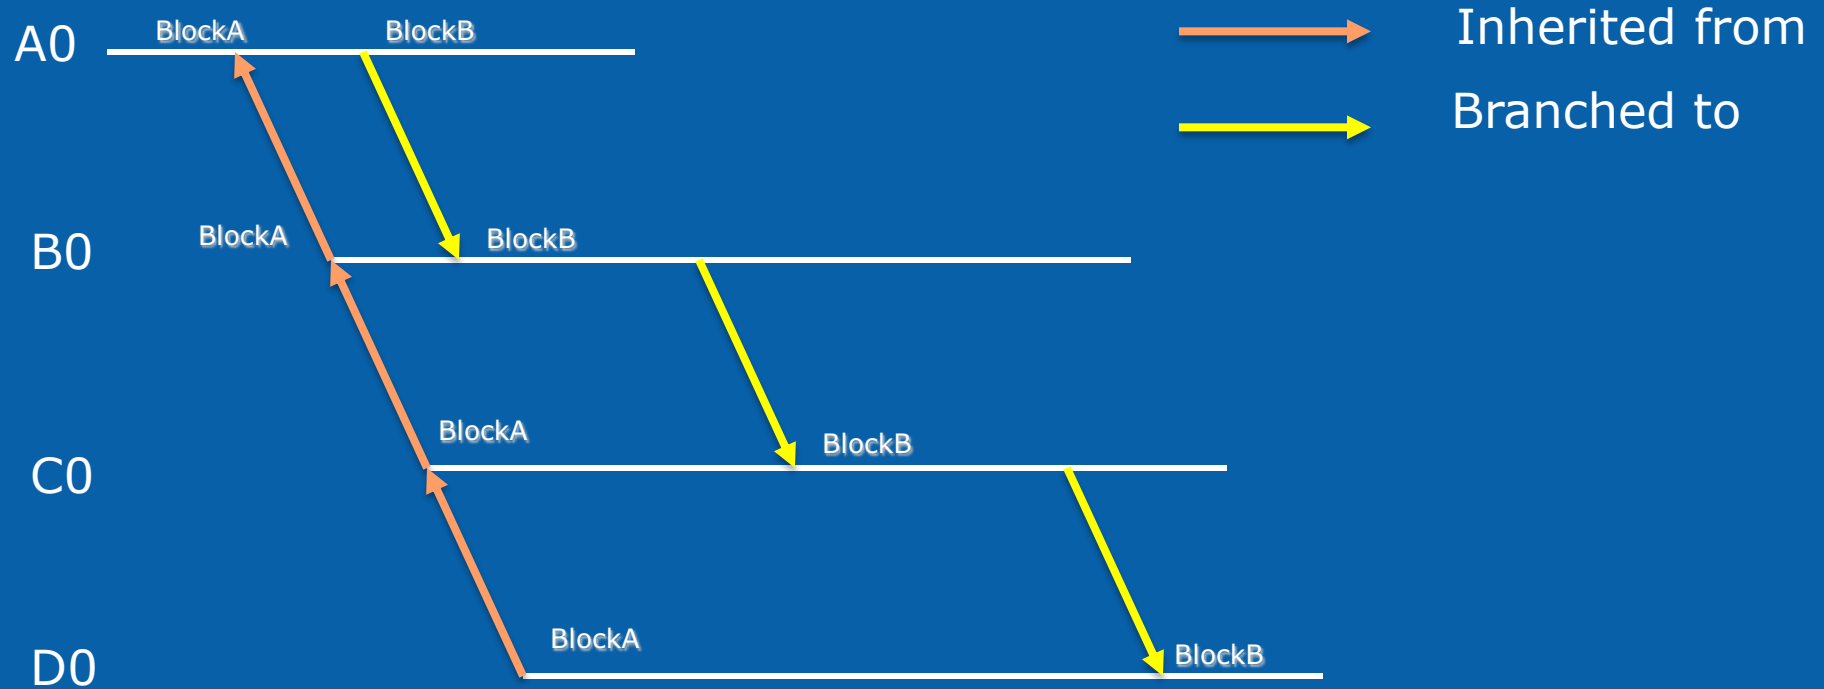 A0 BlockA BlockB
Inherited from
Branched to
B0 BlockA BlockB
C0 BlockA BlockB
D0 BlockA BlockB